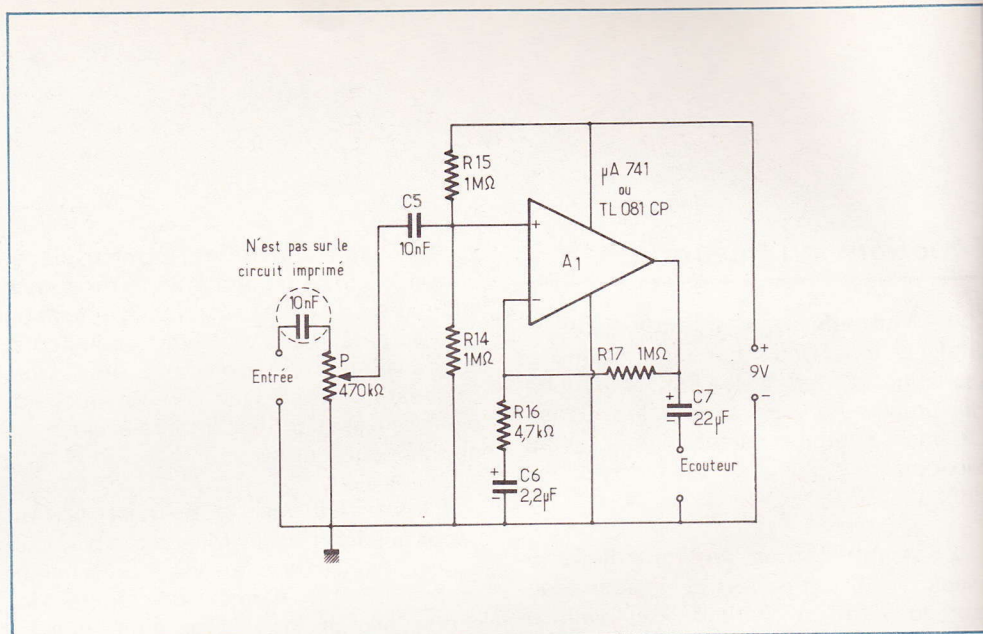 R15
1MΩ
µA 741
ou
TL 081 CP
C5
10nF
+
N'est pas sur le
circuit imprimé
10nF
A1
−
R14
1MΩ
R17 1MΩ
+
9V
−
P
470kΩ
Entrée
+
−
C7
22µF
R16
4,7kΩ
Ecouteur
+
−
C6
2,2µF